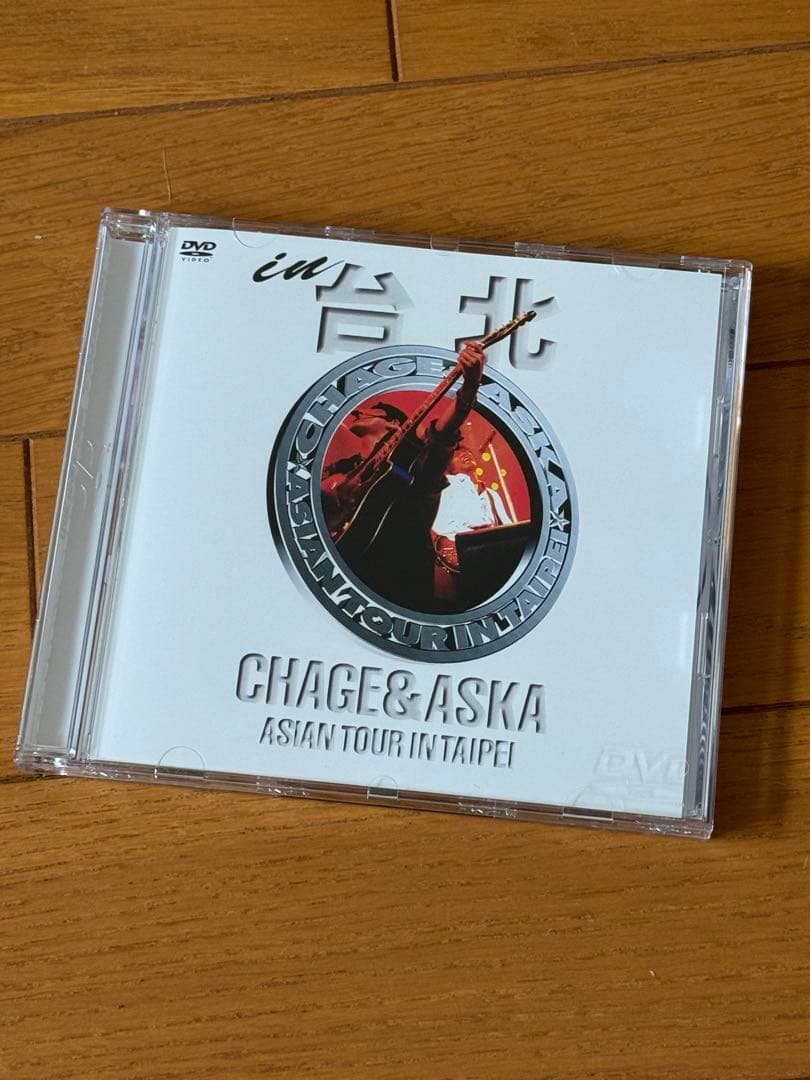 DVD
VIDEO
in 台北
CHAGE&ASKA
ASIAN TOUR IN TAIPEI
CHAGE&ASKA
ASIAN TOUR IN TAIPEI
DVD